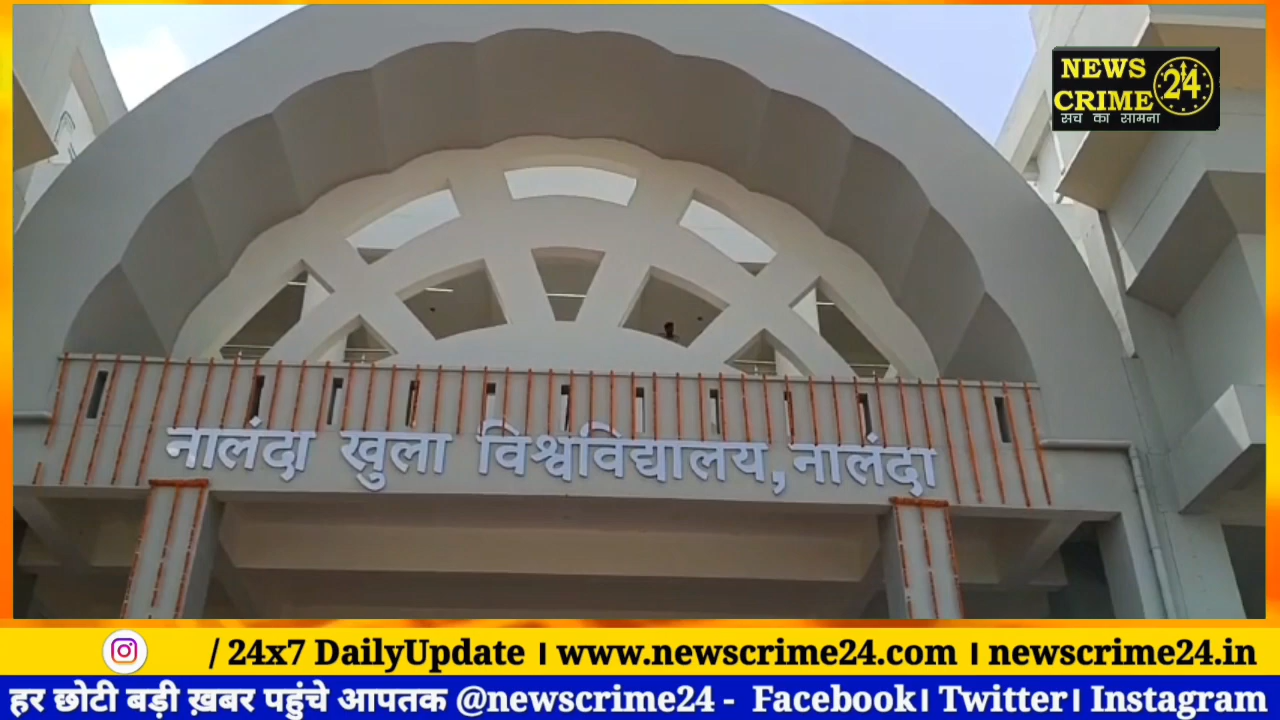 NEWS
CRIME 24
सच का सामना
नालंदा खुला विश्वविद्यालय, नालंदा
/ 24x7 DailyUpdate । www.newscrime24.com । newscrime24.in
हर छोटी बड़ी ख़बर पहुंचे आपतक @newscrime24 - Facebook। Twitter। Instagram